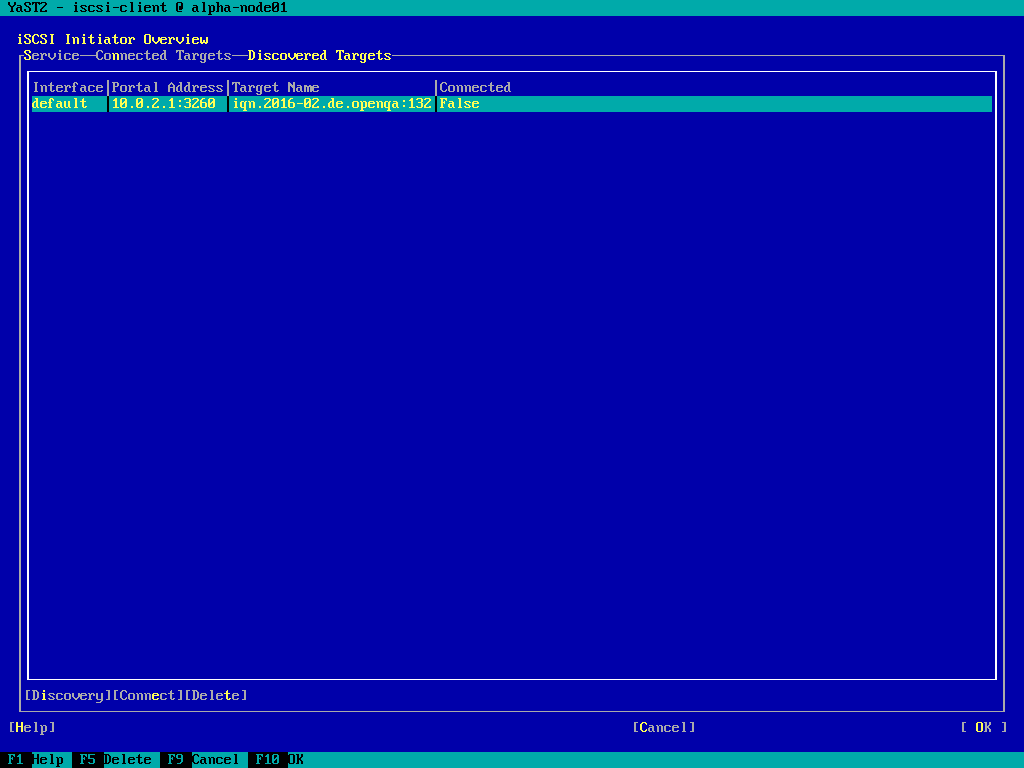 YaST2 - iscsi-client @ alpha-node01
iSCSI Initiator Overview
Service Connected Targets Discovered Targets
Interface|Portal Address|Target Name |Connected
default |10.0.2.1:3260 |iqn.2016-02.de.openqa:132|False
[Discovery][Connect][Delete]
[Help] [Cancel] [ OK ]
F1 Help F5 Delete F9 Cancel F10 OK